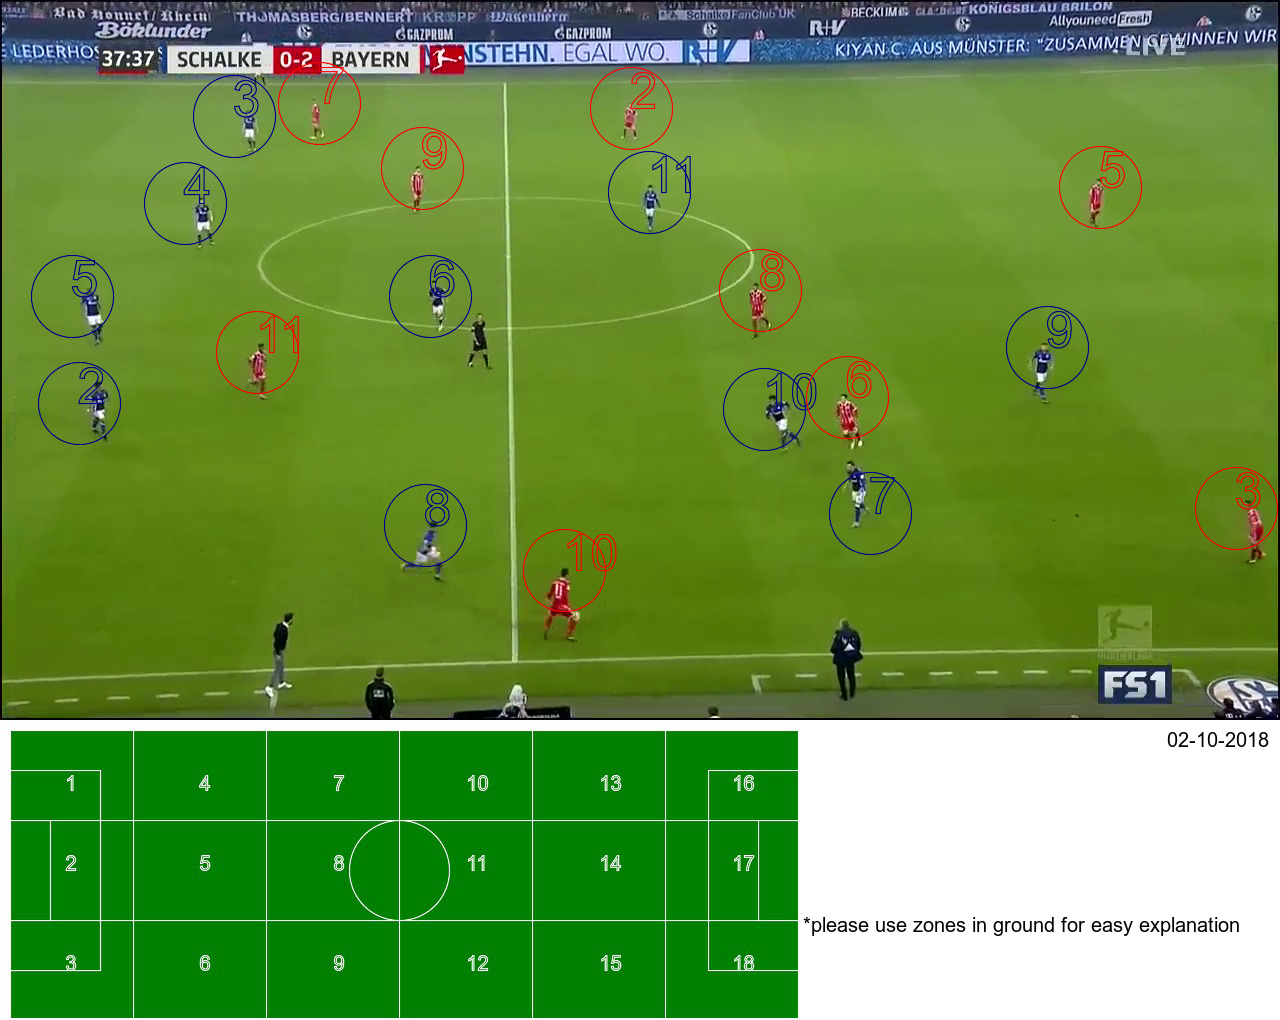 Bad Honnef/Rhein THOMASBERG/BENNERT KROPP Wasenberg Schalke FanClub UK BECKUM KÖNIGSBLAU BRILON
Böklunder GAZPROM GAZPROM R+V Allyouneed Fresh
LEDERHOS NSTEHN. EGAL WO. R+V KIYAN C. AUS MÜNSTER: "ZUSAMMEN GEWINNEN WIR
LIVE
37:37 SCHALKE 0-2 BAYERN
3 7 2
9 11 5
4
5 6 8
11 9
2 10 6
8 7 3
10
11
BUNDESLIGA
FS1
02-10-2018
1 4 7 10 13 16
2 5 8 11 14 17
*please use zones in ground for easy explanation
3 6 9 12 15 18